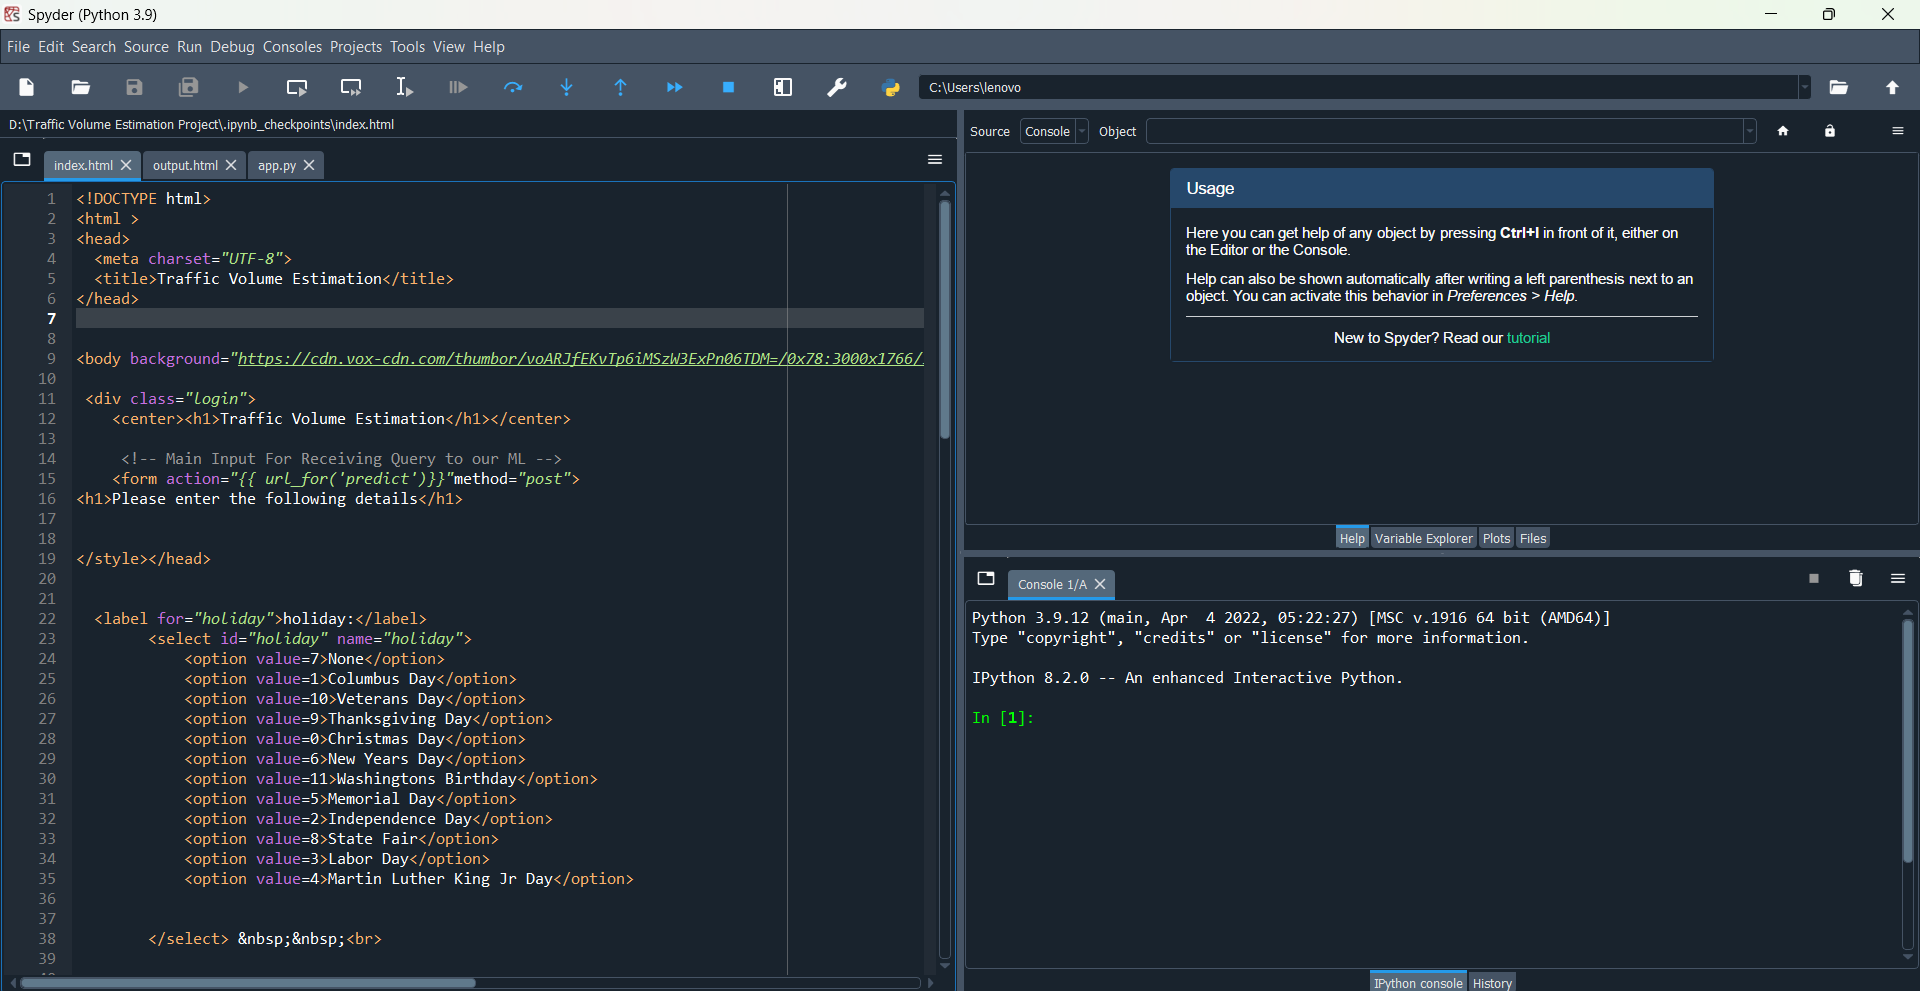 Spyder (Python 3.9)
File Edit Search Source Run Debug Consoles Projects Tools View Help
C:\Users\lenovo
D:\Traffic Volume Estimation Project\.ipynb_checkpoints\index.html
index.html
output.html
app.py
1 <!DOCTYPE html>
2 <html >
3 <head>
4   <meta charset="UTF-8">
5   <title>Traffic Volume Estimation</title>
6 </head>
7
8
9 <body background="https://cdn.vox-cdn.com/thumbor/voARJfEKvTp6iMSzW3ExPn06TDM=/0x78:3000x1766/
10
11  <div class="login">
12     <center><h1>Traffic Volume Estimation</h1></center>
13
14      <!-- Main Input For Receiving Query to our ML -->
15     <form action="{{ url_for('predict')}}"method="post">
16 <h1>Please enter the following details</h1>
17
18
19 </style></head>
20
21
22   <label for="holiday">holiday:</label>
23         <select id="holiday" name="holiday">
24             <option value=7>None</option>
25             <option value=1>Columbus Day</option>
26             <option value=10>Veterans Day</option>
27             <option value=9>Thanksgiving Day</option>
28             <option value=0>Christmas Day</option>
29             <option value=6>New Years Day</option>
30             <option value=11>Washingtons Birthday</option>
31             <option value=5>Memorial Day</option>
32             <option value=2>Independence Day</option>
33             <option value=8>State Fair</option>
34             <option value=3>Labor Day</option>
35             <option value=4>Martin Luther King Jr Day</option>
36
37
38         </select> &nbsp;&nbsp;<br>
39
Source Console Object
Usage
Here you can get help of any object by pressing Ctrl+I in front of it, either on
the Editor or the Console.
Help can also be shown automatically after writing a left parenthesis next to an
object. You can activate this behavior in Preferences > Help.
New to Spyder? Read our tutorial
Help Variable Explorer Plots Files
Console 1/A
Python 3.9.12 (main, Apr  4 2022, 05:22:27) [MSC v.1916 64 bit (AMD64)]
Type "copyright", "credits" or "license" for more information.
IPython 8.2.0 -- An enhanced Interactive Python.
In [1]:
IPython console History